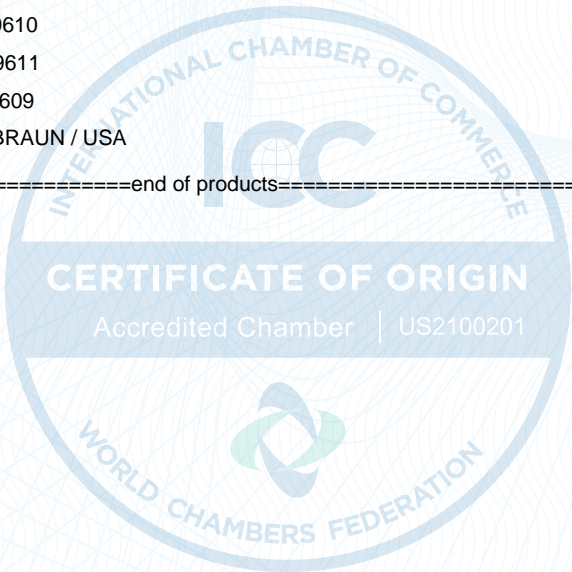 0610
9611
609
BRAUN / USA
===========end of products========================
INTERNATIONAL CHAMBER OF COMMERCE
ICC
CERTIFICATE OF ORIGIN
Accredited Chamber | US2100201
WORLD CHAMBERS FEDERATION